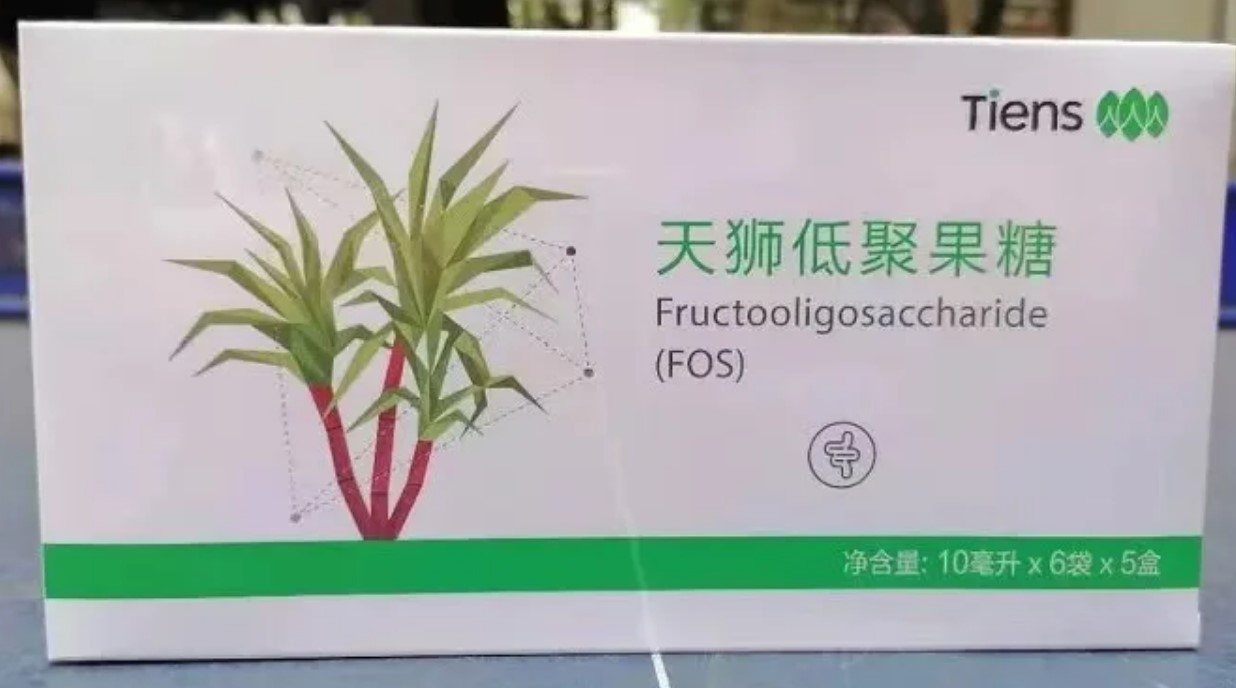 Tiens
天狮低聚果糖
Fructooligosaccharide
(FOS)
净含量: 10毫升 x 6袋 x 5盒